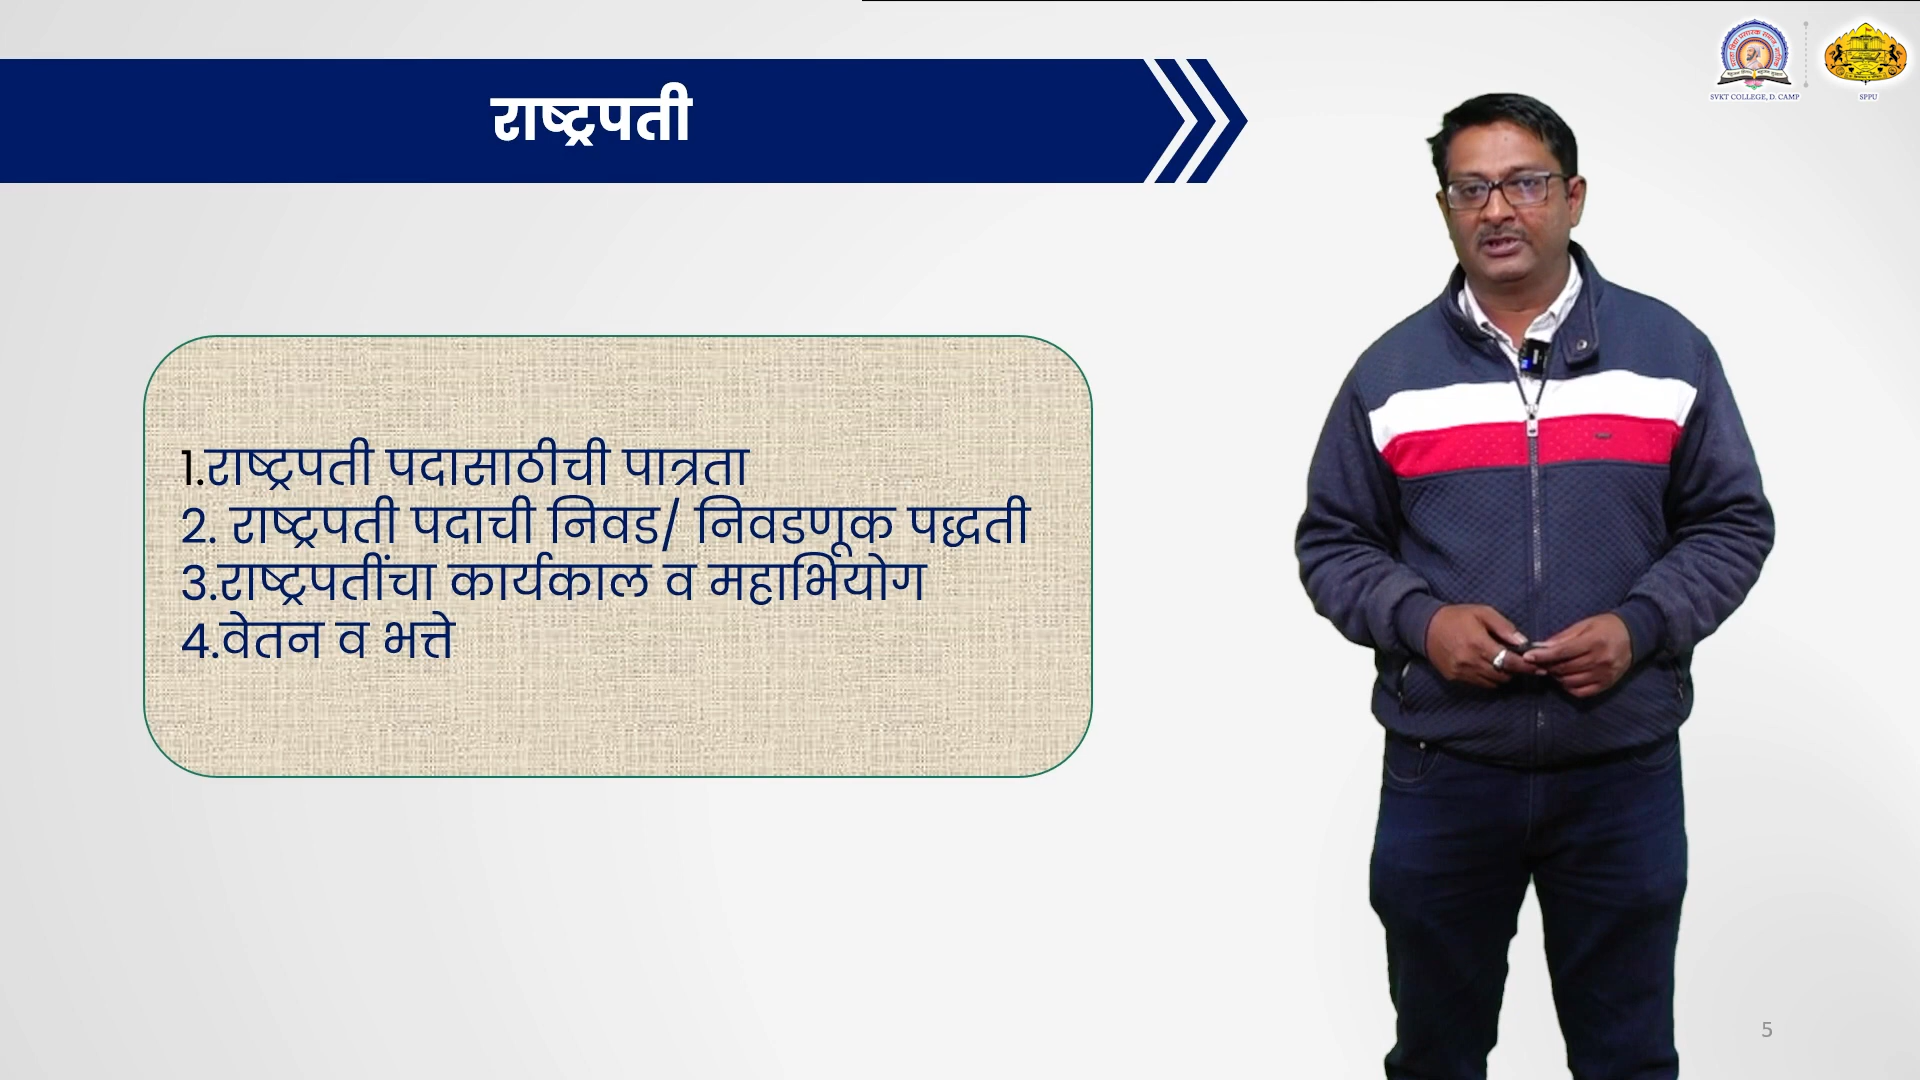 राष्ट्रपती
SVKT COLLEGE, D. CAMP
SPPU
1.राष्ट्रपती पदासाठीची पात्रता
2. राष्ट्रपती पदाची निवड/ निवडणूक पद्धती
3.राष्ट्रपतींचा कार्यकाल व महाभियोग
4.वेतन व भत्ते
5